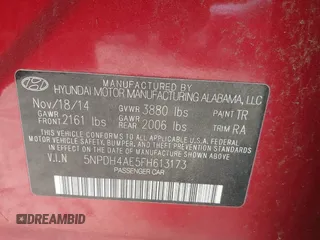 MANUFACTURED BY
HYUNDAI MOTOR MANUFACTURING ALABAMA, LLC
Nov/18/14 GVWR 3880 lbs PAINT TR
GAWR FRONT 2161 lbs GAWR REAR 2006 lbs TRIM RA
THIS VEHICLE CONFORMS TO ALL APPLICABLE U.S. FEDERAL
MOTOR VEHICLE SAFETY, BUMPER, AND THEFT PREVENTION
STANDARDS IN EFFECT ON THE DATE OF MANUFACTURE SHOWN ABOVE.
V.I.N 5NPDH4AE5FH613173
PASSENGER CAR
DREAMBID